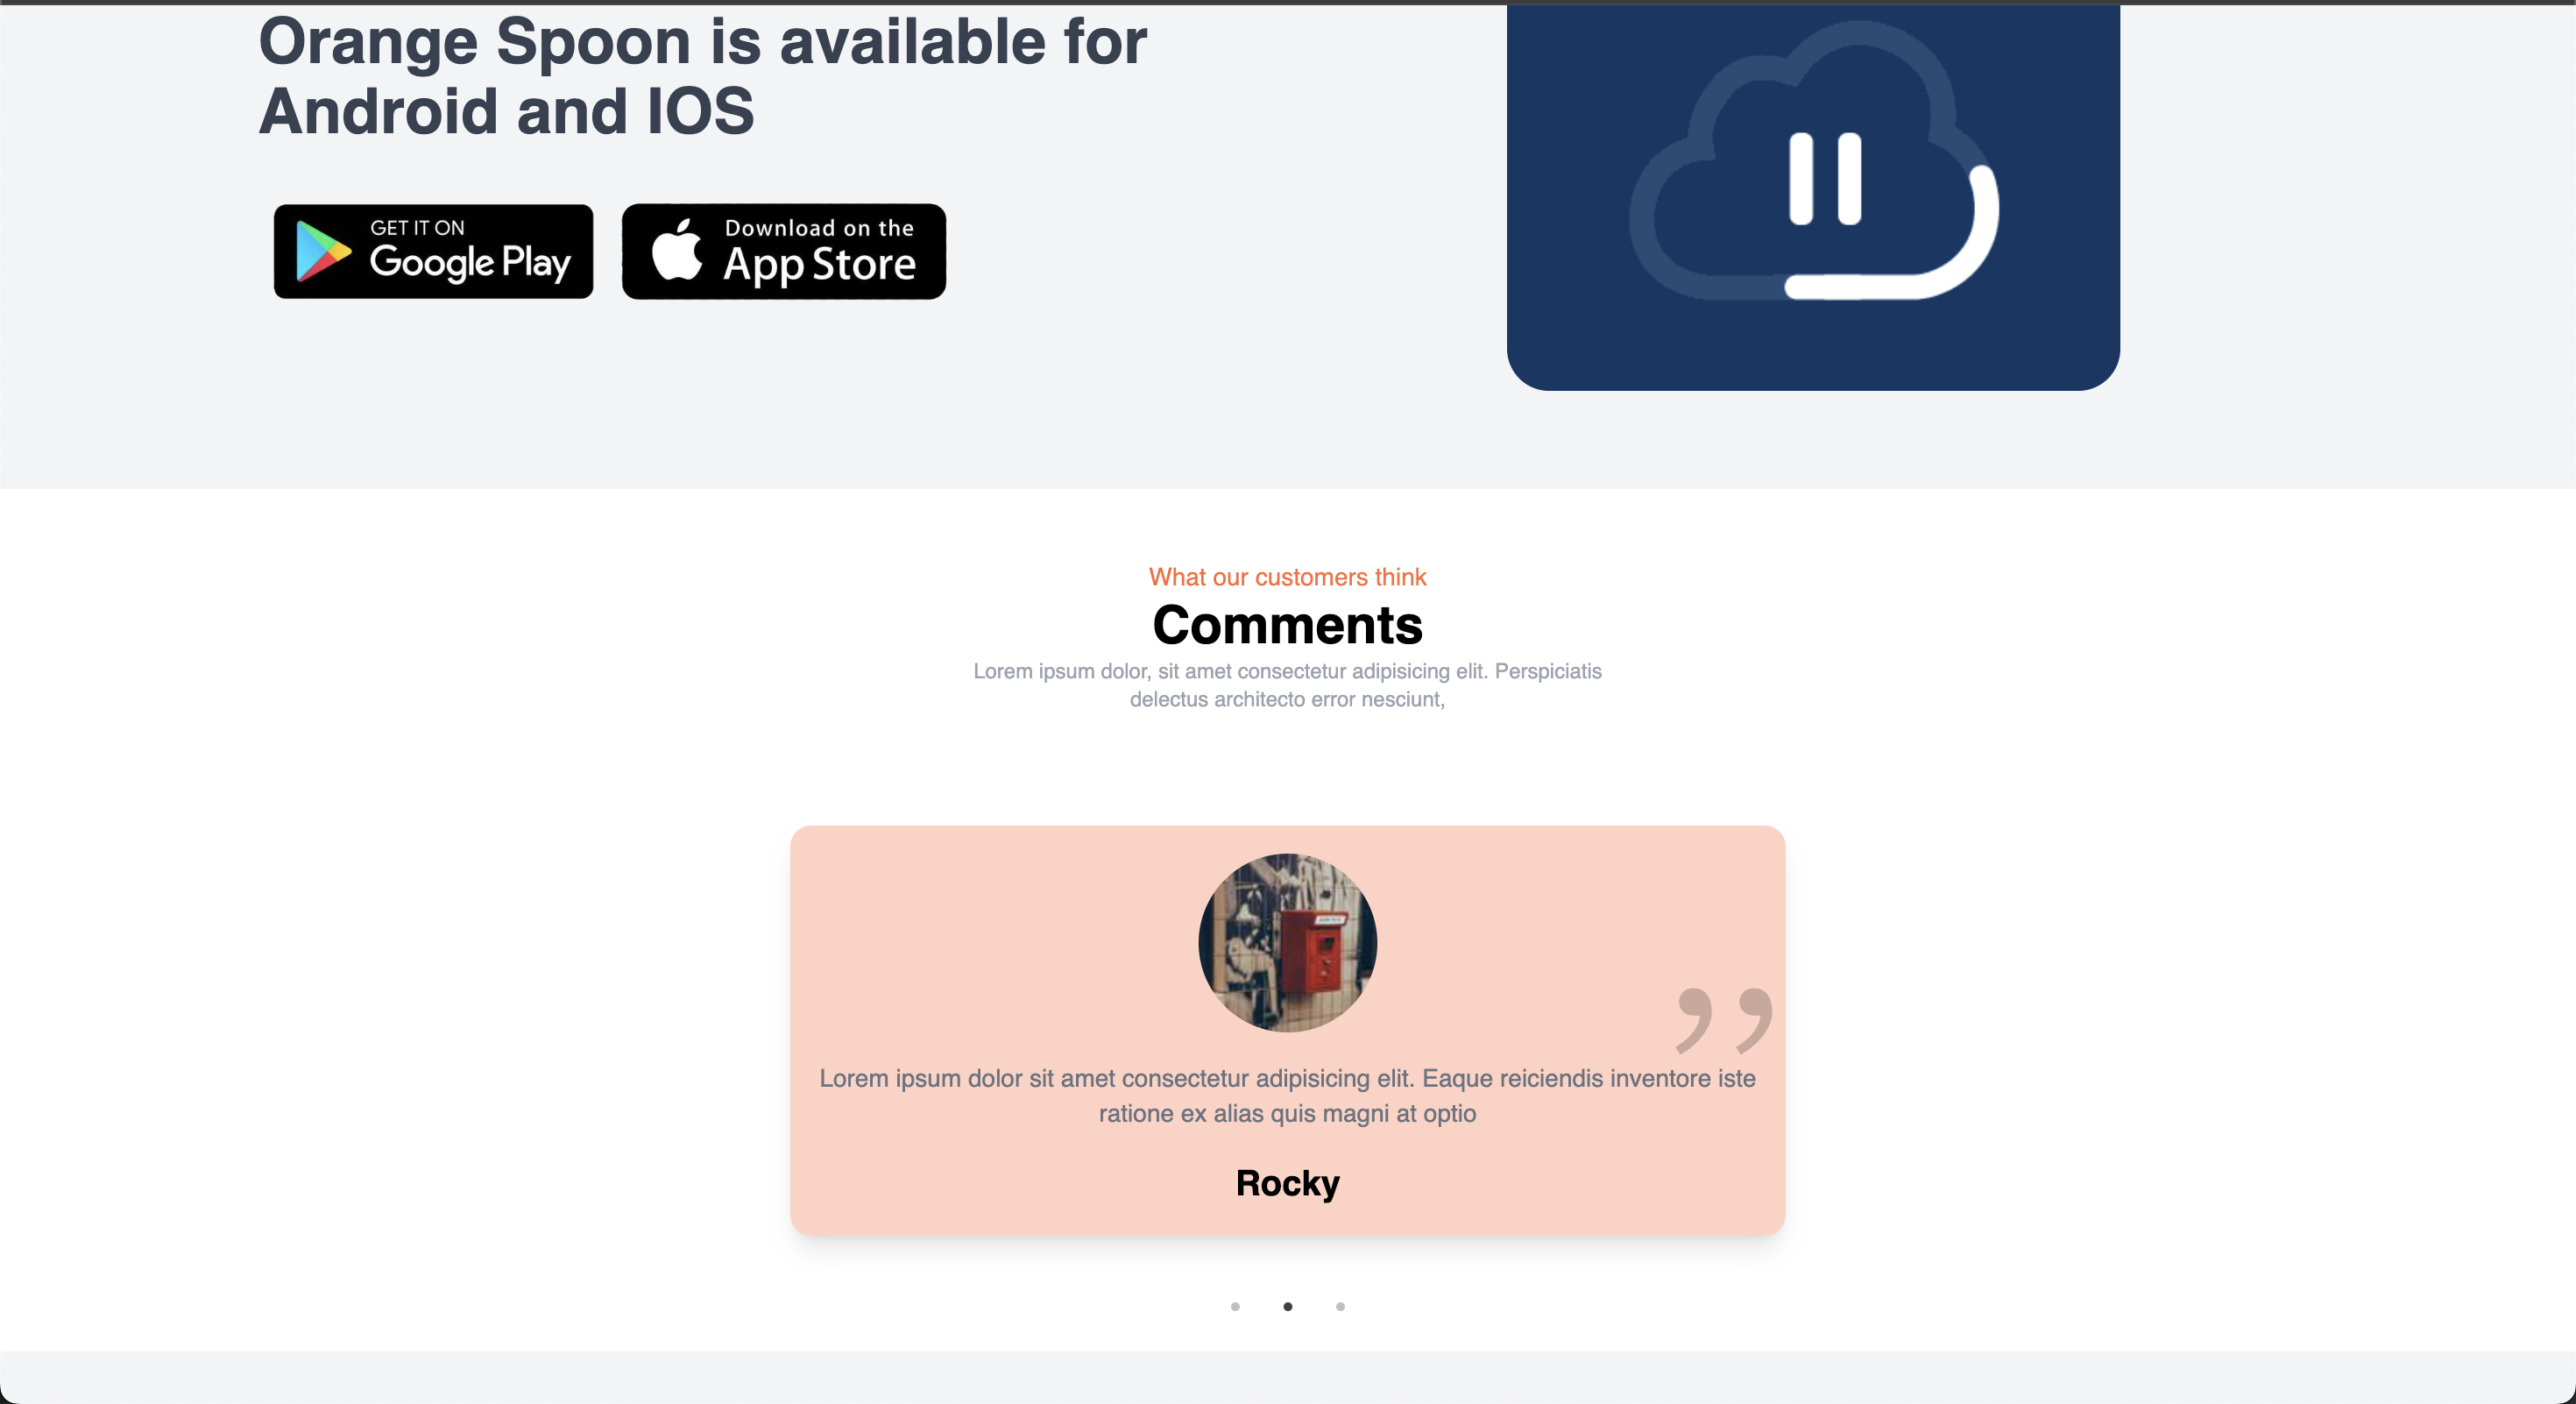 Orange Spoon is available for
Android and IOS
GET IT ON
Google Play
Download on the
App Store
What our customers think
Comments
Lorem ipsum dolor, sit amet consectetur adipisicing elit. Perspiciatis
delectus architecto error nesciunt,
”
Lorem ipsum dolor sit amet consectetur adipisicing elit. Eaque reiciendis inventore iste
ratione ex alias quis magni at optio
Rocky